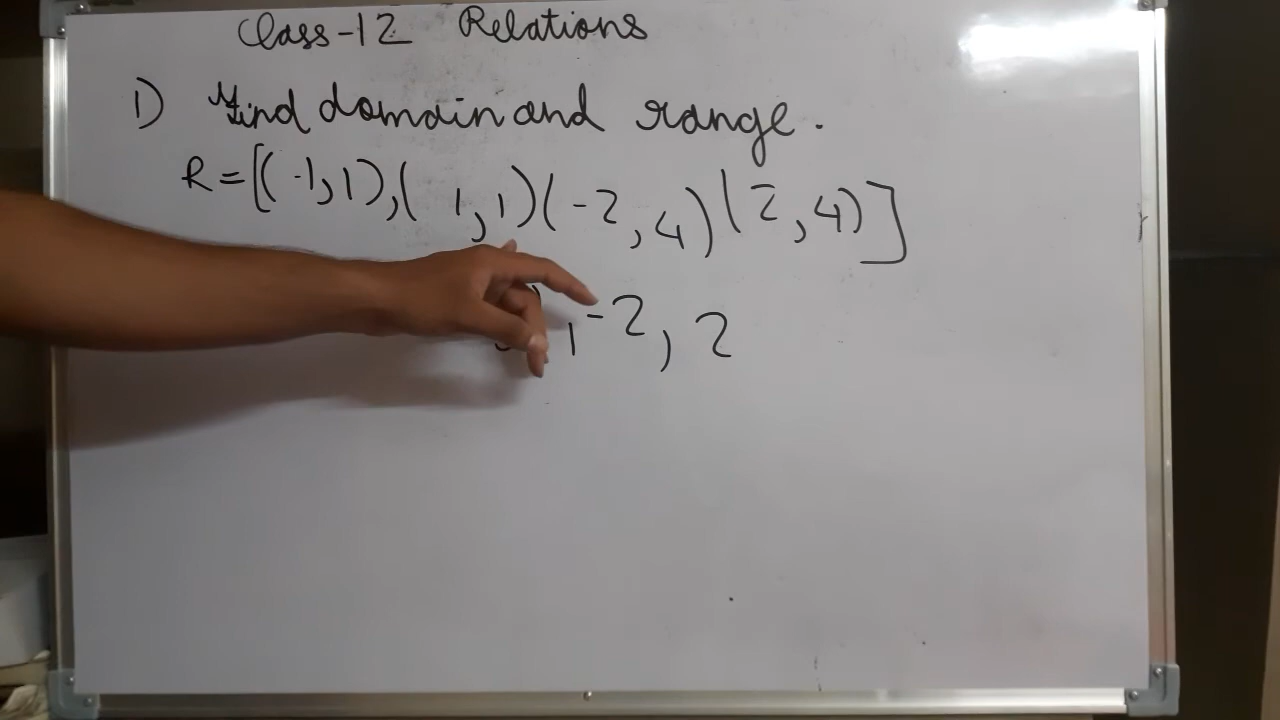 Class-12 Relations
1) Find domain and range.
R=[(-1,1),(1,1)(-2,4)(2,4)]
,-2,2